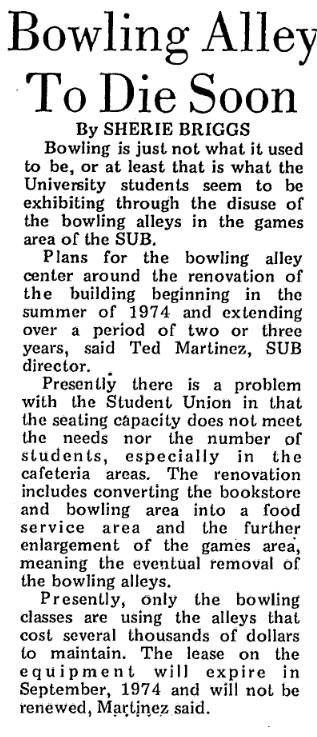 Bowling Alley
To Die Soon
By SHERIE BRIGGS
Bowling is just not what it used
to be, or at least that is what the
University students seem to be
exhibiting through the disuse of
the bowling alleys in the games
area of the SUB.
Plans for the bowling alley
center around the renovation of
the building beginning in the
summer of 1974 and extending
over a period of two or three
years, said Ted Martinez, SUB
director.
Presently there is a problem
with the Student Union in that
the seating capacity does not meet
the needs nor the number of
students, especially in the
cafeteria areas. The renovation
includes converting the bookstore
and bowling area into a food
service area and the further
enlargement of the games area,
meaning the eventual removal of
the bowling alleys.
Presently, only the bowling
classes are using the alleys that
cost several thousands of dollars
to maintain. The lease on the
equipment will expire in
September, 1974 and will not be
renewed, Martinez said.